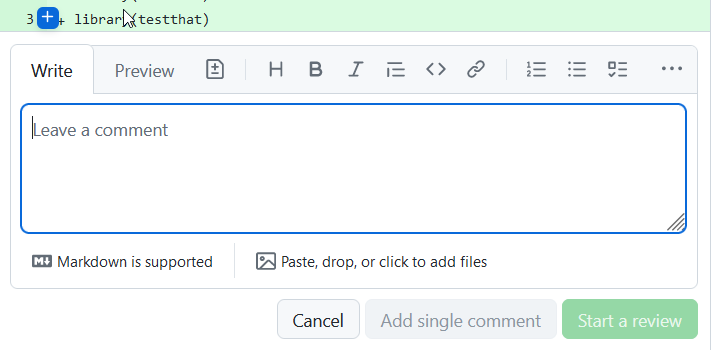 3 + library(testthat)
Write Preview H B I
Leave a comment
Markdown is supported Paste, drop, or click to add files
Cancel Add single comment Start a review